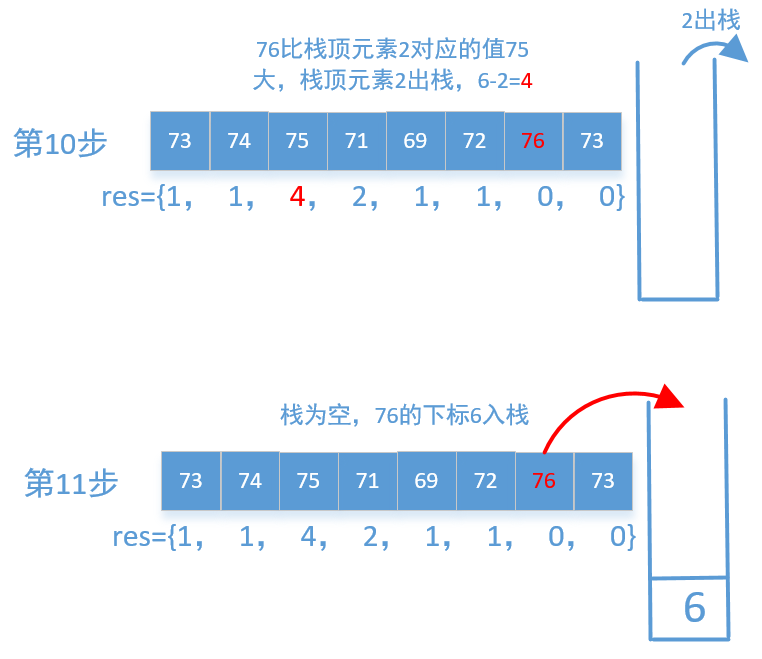 2出栈
76比栈顶元素2对应的值75
大，栈顶元素2出栈，6-2=4
第10步
73 74 75 71 69 72 76 73
res={1， 1， 4， 2， 1， 1， 0， 0}
栈为空，76的下标6入栈
第11步
73 74 75 71 69 72 76 73
res={1， 1， 4， 2， 1， 1， 0， 0}
6